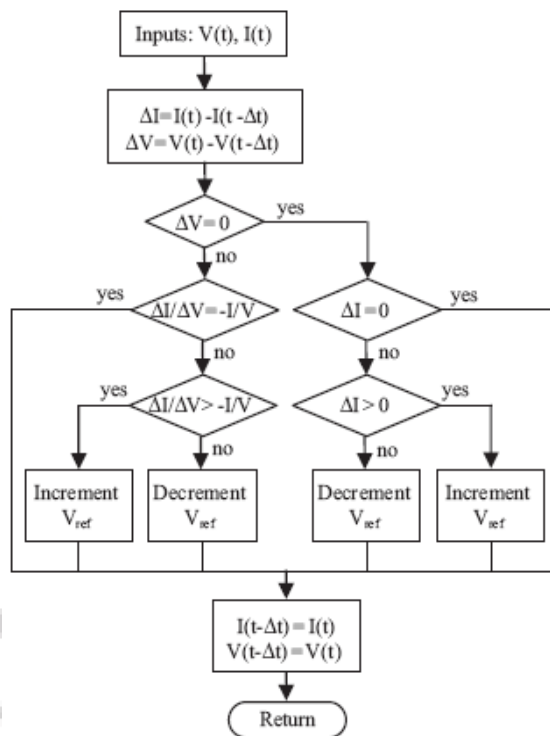 Inputs: V(t), I(t)
ΔI=I(t)-I(t-Δt)
ΔV=V(t)-V(t-Δt)
ΔV=0
yes
no
yes
ΔI/ΔV=-I/V
ΔI=0
yes
no
no
yes
ΔI/ΔV>-I/V
ΔI>0
yes
no
no
Increment
Vref
Decrement
Vref
Decrement
Vref
Increment
Vref
I(t-Δt)=I(t)
V(t-Δt)=V(t)
Return